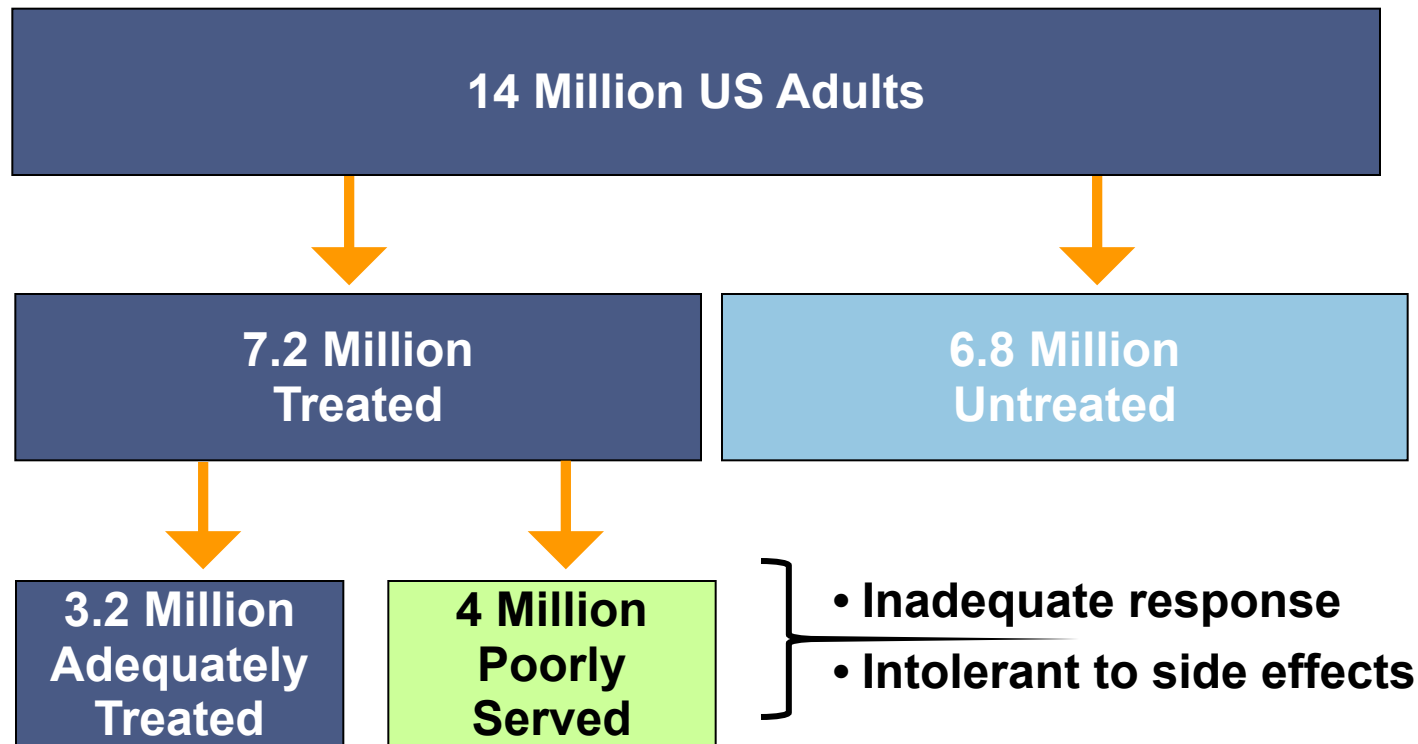 14 Million US Adults
7.2 Million
Treated
6.8 Million
Untreated
3.2 Million
Adequately
Treated
4 Million
Poorly
Served
• Inadequate response
• Intolerant to side effects